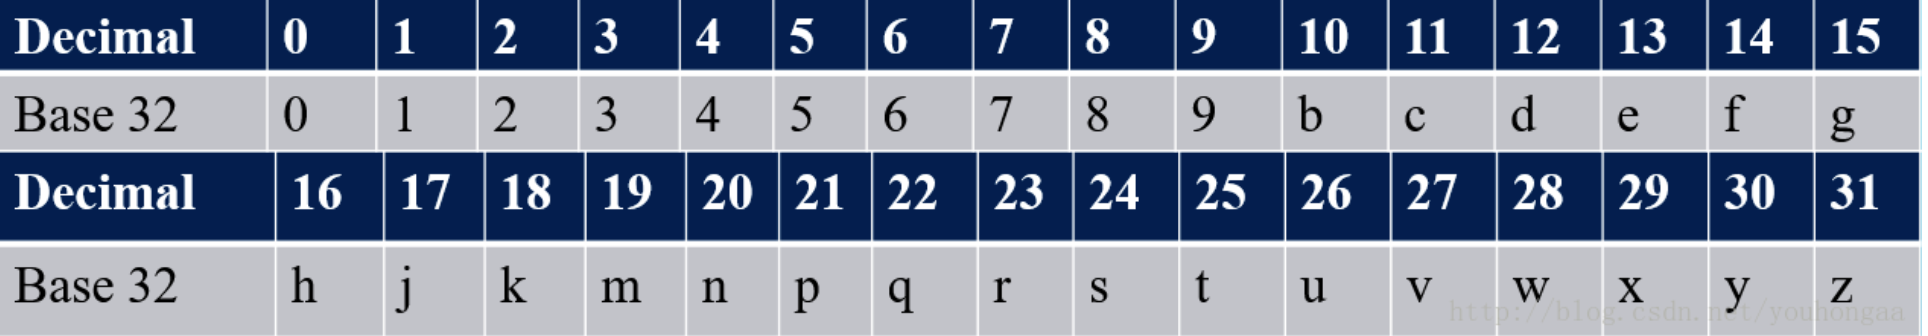 Decimal 0 1 2 3 4 5 6 7 8 9 10 11 12 13 14 15
Base 32 0 1 2 3 4 5 6 7 8 9 b c d e f g
Decimal 16 17 18 19 20 21 22 23 24 25 26 27 28 29 30 31
Base 32 h j k m n p q r s t u v w x y z
http://blog.csdn.net/youhongaa